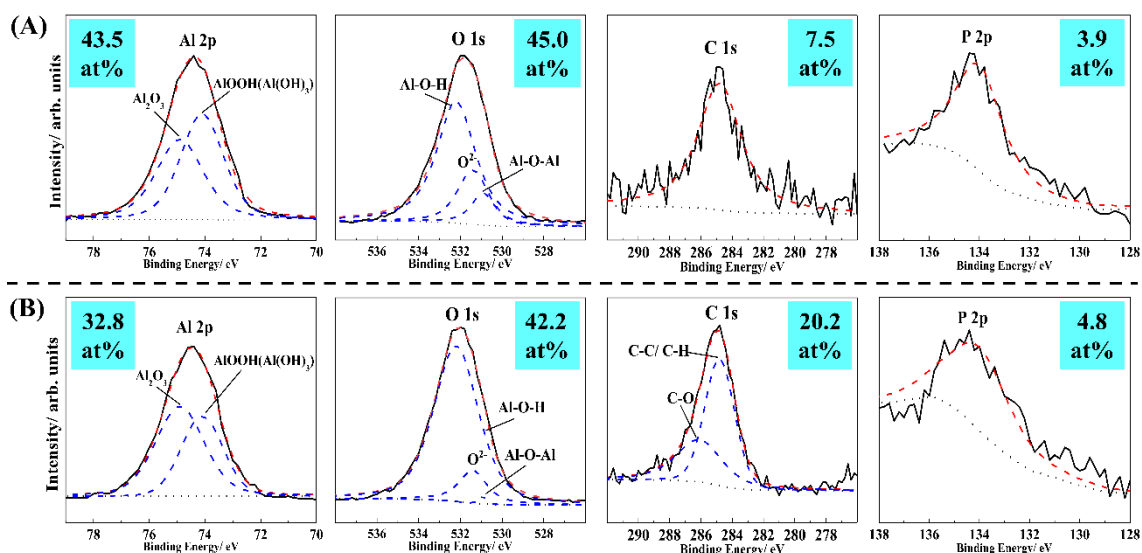 (A)
43.5
at%
Al 2p
Al2O3
AlOOH(Al(OH)3)
Intensity/ arb. units
78 76 74 72 70
Binding Energy/ eV
45.0
at%
O 1s
Al-O-H
O2-
Al-O-Al
536 534 532 530 528
Binding Energy/ eV
7.5
at%
C 1s
290 288 286 284 282 280 278 276
Binding Energy/ eV
3.9
at%
P 2p
138 136 134 132 130 128
Binding Energy/ eV
(B)
32.8
at%
Al 2p
Al2O3
AlOOH(Al(OH)3)
Intensity/ arb. units
78 76 74 72 70
Binding Energy/ eV
42.2
at%
O 1s
Al-O-H
O2-
Al-O-Al
536 534 532 530 528
Binding Energy/ eV
20.2
at%
C 1s
C-C/ C-H
C-O
290 288 286 284 282 280 278 276
Binding Energy/ eV
4.8
at%
P 2p
138 136 134 132 130 128
Binding Energy/ eV